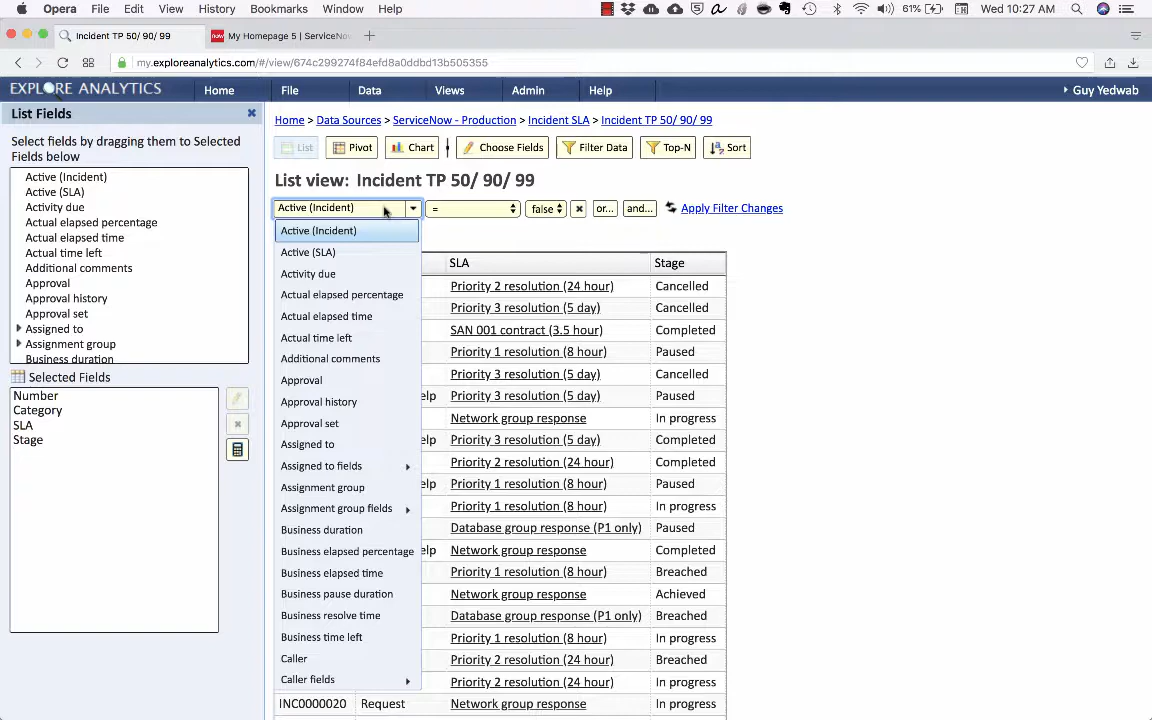 Opera File Edit View History Bookmarks Window Help 61% Wed 10:27 AM
Incident TP 50/ 90/ 99 now My Homepage 5 | ServiceNo
my.exploreanalytics.com/#/view/674c299274f84efd8a0ddbd13b505355
EXPLORE ANALYTICS Home File Data Views Admin Help Guy Yedwab
List Fields
Select fields by dragging them to Selected
Fields below
Active (Incident)
Active (SLA)
Activity due
Actual elapsed percentage
Actual elapsed time
Actual time left
Additional comments
Approval
Approval history
Approval set
Assigned to
Assignment group
Business duration
Selected Fields
Number
Category
SLA
Stage
Home > Data Sources > ServiceNow - Production > Incident SLA > Incident TP 50/ 90/ 99
List Pivot Chart Choose Fields Filter Data Top-N Sort
List view: Incident TP 50/ 90/ 99
Active (Incident) = false or... and... Apply Filter Changes
Active (Incident)
Active (SLA)
Activity due
Actual elapsed percentage
Actual elapsed time
Actual time left
Additional comments
Approval
Approval history
Approval set
Assigned to
Assigned to fields
Assignment group
Assignment group fields
Business duration
Business elapsed percentage
Business elapsed time
Business pause duration
Business resolve time
Business time left
Caller
Caller fields
SLA Stage
Priority 2 resolution (24 hour) Cancelled
Priority 3 resolution (5 day) Cancelled
SAN 001 contract (3.5 hour) Completed
Priority 1 resolution (8 hour) Paused
Priority 3 resolution (5 day) Cancelled
elp Priority 3 resolution (5 day) Paused
Network group response In progress
elp Priority 3 resolution (5 day) Completed
Priority 2 resolution (24 hour) In progress
elp Priority 1 resolution (8 hour) Paused
Priority 1 resolution (8 hour) In progress
Database group response (P1 only) Paused
elp Network group response Completed
Priority 1 resolution (8 hour) Breached
Network group response Achieved
Database group response (P1 only) Breached
Priority 1 resolution (8 hour) In progress
Priority 2 resolution (24 hour) Breached
Priority 2 resolution (24 hour) In progress
INC0000020 Request Network group response In progress